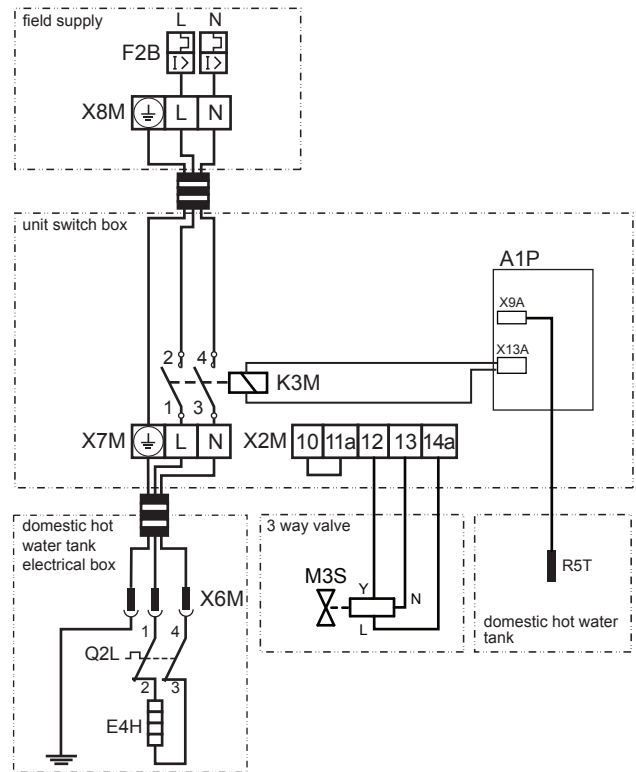 field supply
L N
F2B
I> I>
X8M L N
unit switch box
A1P
X9A
X13A
2 4
K3M
1 3
X7M L N X2M 10 11a 12 13 14a
domestic hot
water tank
electrical box
X6M
1 4
Q2L
2 3
E4H
3 way valve
M3S
Y
N
L
R5T
domestic hot water
tank